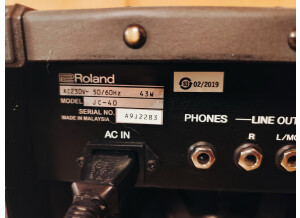 Roland
02/2019
AC230V~ 50/60Hz 43W
MODEL JC-40
SERIAL NO. A9J2283
MADE IN MALAYSIA
AC IN
PHONES LINE OUT
R L/MO